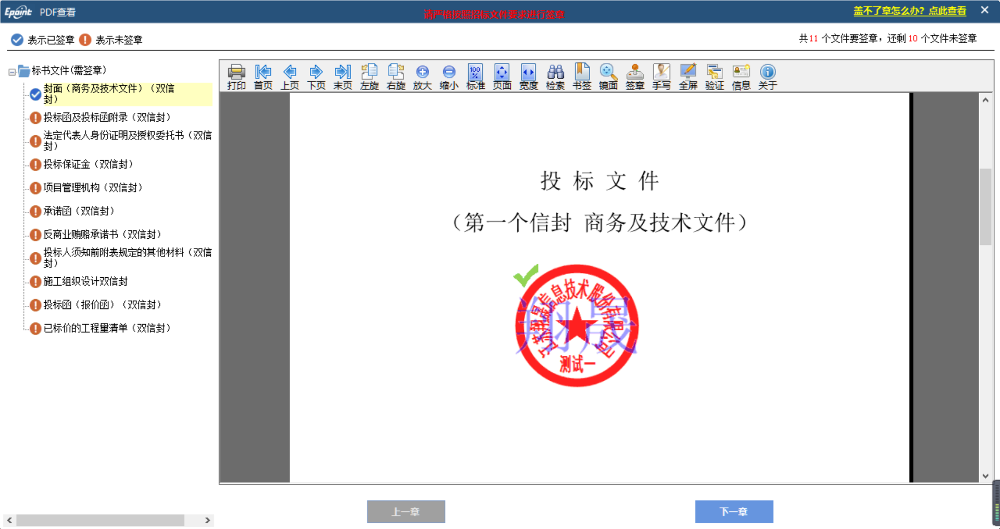 Epoint PDF查看
请严格按照招标文件要求进行签章
盖不了章怎么办？点此查看
表示已签章 表示未签章
共11 个文件要签章，还剩 10 个文件未签章
标书文件(需签章)
封面（商务及技术文件）（双信
封）
投标函及投标函附录（双信封）
法定代表人身份证明及授权委托书（双信
封）
投标保证金（双信封）
项目管理机构（双信封）
承诺函（双信封）
反商业贿赂承诺书（双信封）
投标人须知前附表规定的其他材料（双信
封）
施工组织设计双信封
投标函（报价函）（双信封）
已标价的工程量清单（双信封）
100
%
打印 首页 上页 下页 末页 左旋 右旋 放大 缩小 标准 页面 宽度 检索 书签 镜面 签章 手写 全屏 验证 信息 关于
投 标 文 件
（第一个信封 商务及技术文件）
江苏翔晟信息技术股份有限公司
翔晟
测试一
上一章
下一章